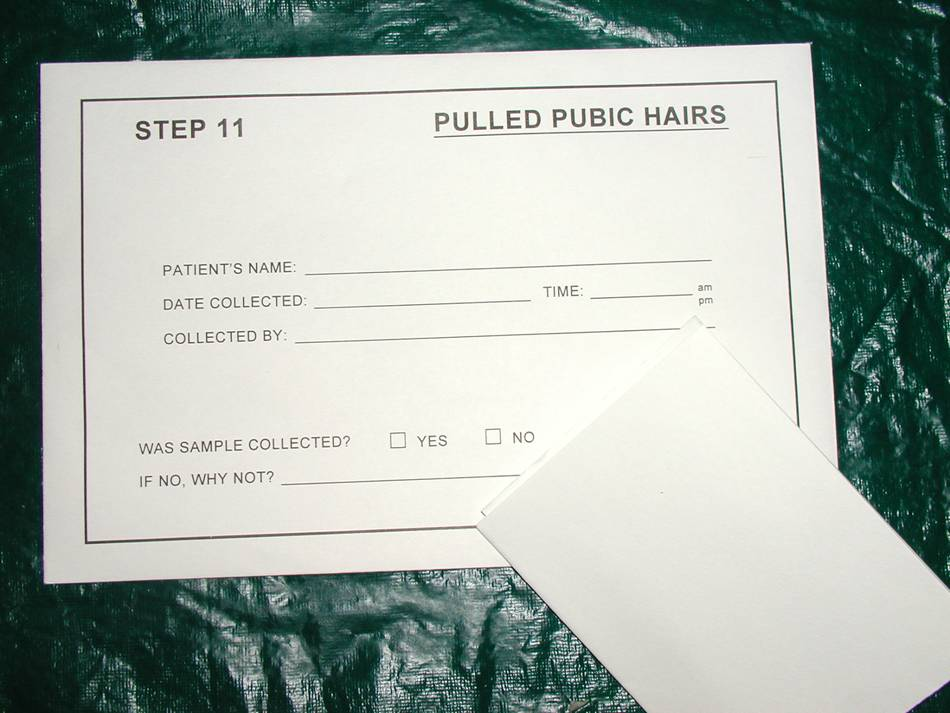 STEP 11 PULLED PUBIC HAIRS
PATIENT'S NAME:
DATE COLLECTED: TIME: am pm
COLLECTED BY:
WAS SAMPLE COLLECTED? YES NO
IF NO, WHY NOT?